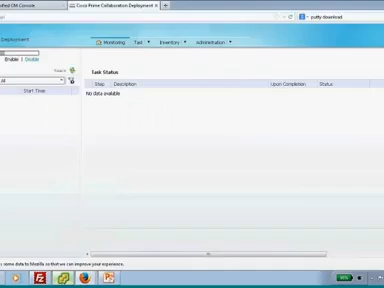 ified CM Console
Cisco Prime Collaboration Deployment
putty download
Deployment
Monitoring Task Inventory Administration
Enable | Disable
Task Status
All
Step Description Upon Completion Status
Start Time
No data available
some data to Mozilla so that we can improve your experience.